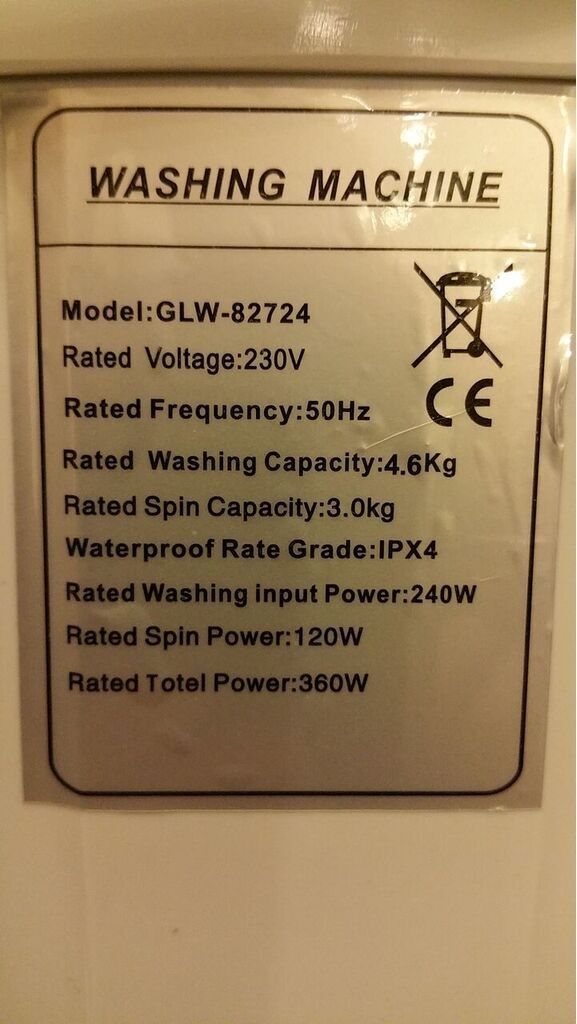 WASHING MACHINE
Model:GLW-82724
Rated Voltage:230V
CE
Rated Frequency:50Hz
Rated Washing Capacity:4.6Kg
Rated Spin Capacity:3.0kg
Waterproof Rate Grade:IPX4
Rated Washing input Power:240W
Rated Spin Power:120W
Rated Totel Power:360W